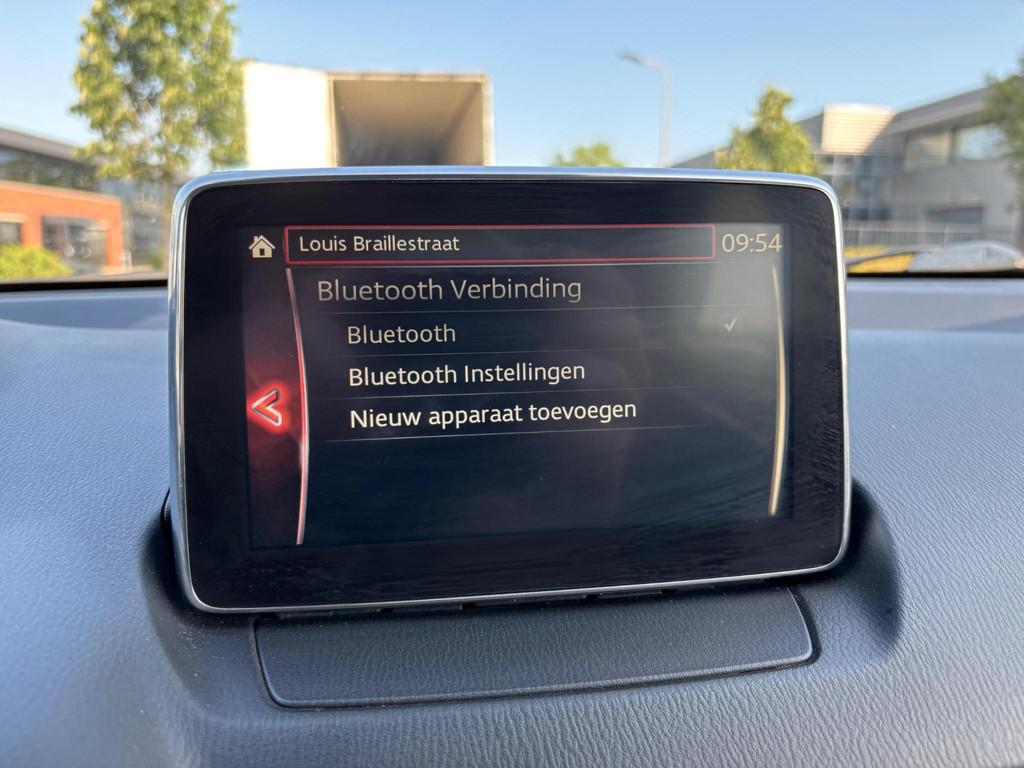 Louis Braillestraat
09:54
Bluetooth Verbinding
Bluetooth
Bluetooth Instellingen
Nieuw apparaat toevoegen